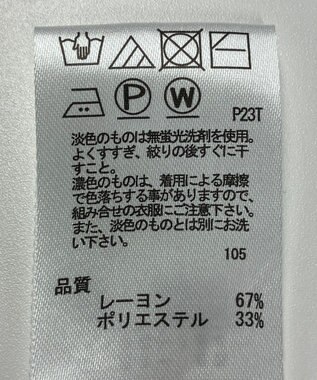 P W
P23T
淡色のものは無蛍光洗剤を使用。
よくすすぎ、絞りの後すぐに干
すこと。
濃色のものは、着用による摩擦
で色落ちする事がありますので、
組み合せの衣服にご注意下さい。
また、淡色のものとは別にお洗
い下さい。
105
品質
レーヨン 67%
ポリエステル 33%